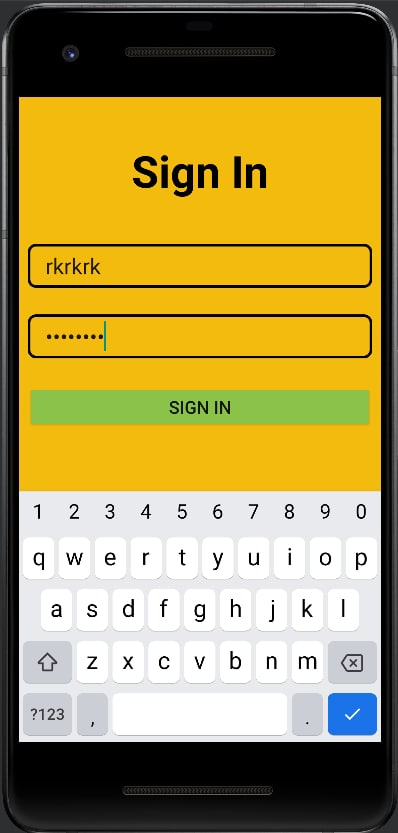 Sign In
rkrkrk
••••••••
SIGN IN
1 2 3 4 5 6 7 8 9 0
q w e r t y u i o p
a s d f g h j k l
z x c v b n m
?123 , .